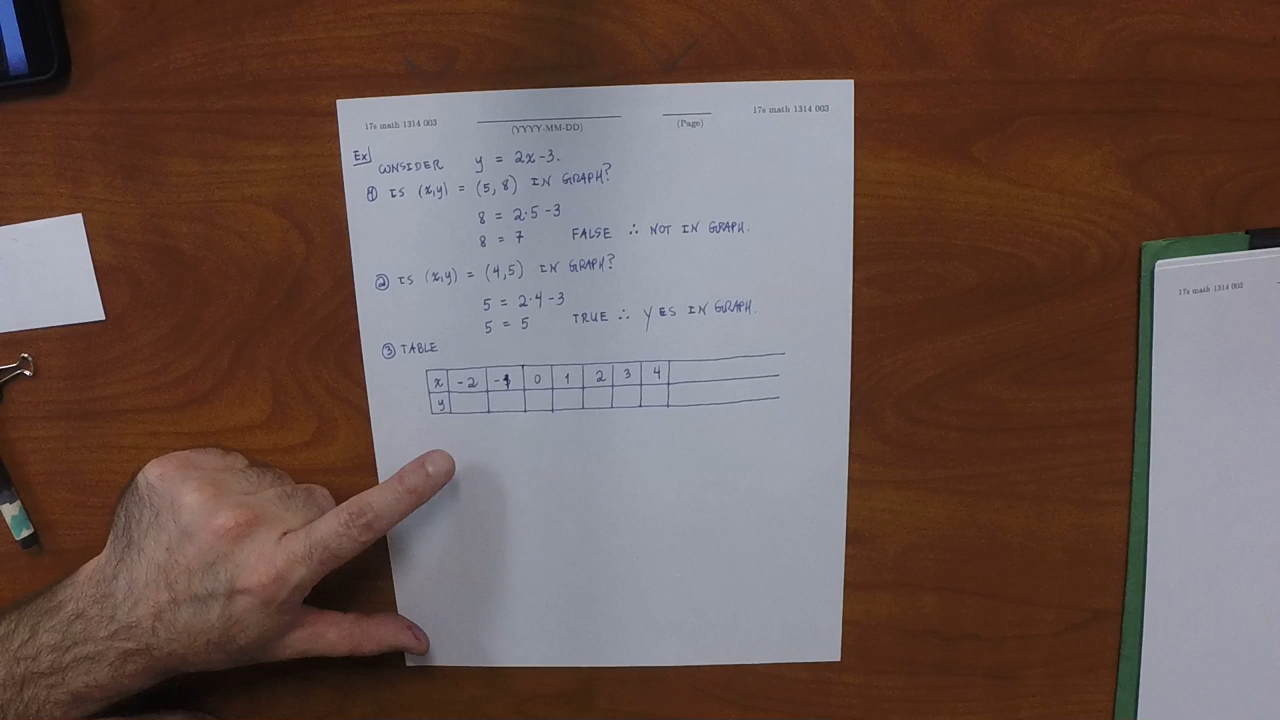 17s math 1314 003
(YYYY-MM-DD)
(Page)
17s math 1314 003
Ex
CONSIDER y = 2x-3.
① IS (x,y) = (5, 8) IN GRAPH?
8 = 2·5 -3
8 = 7 FALSE ∴ NOT IN GRAPH.
② IS (x,y) = (4,5) IN GRAPH?
5 = 2·4 -3
5 = 5 TRUE ∴ YES IN GRAPH.
③ TABLE
x -2 -1 0 1 2 3 4
y
17s math 1314 003